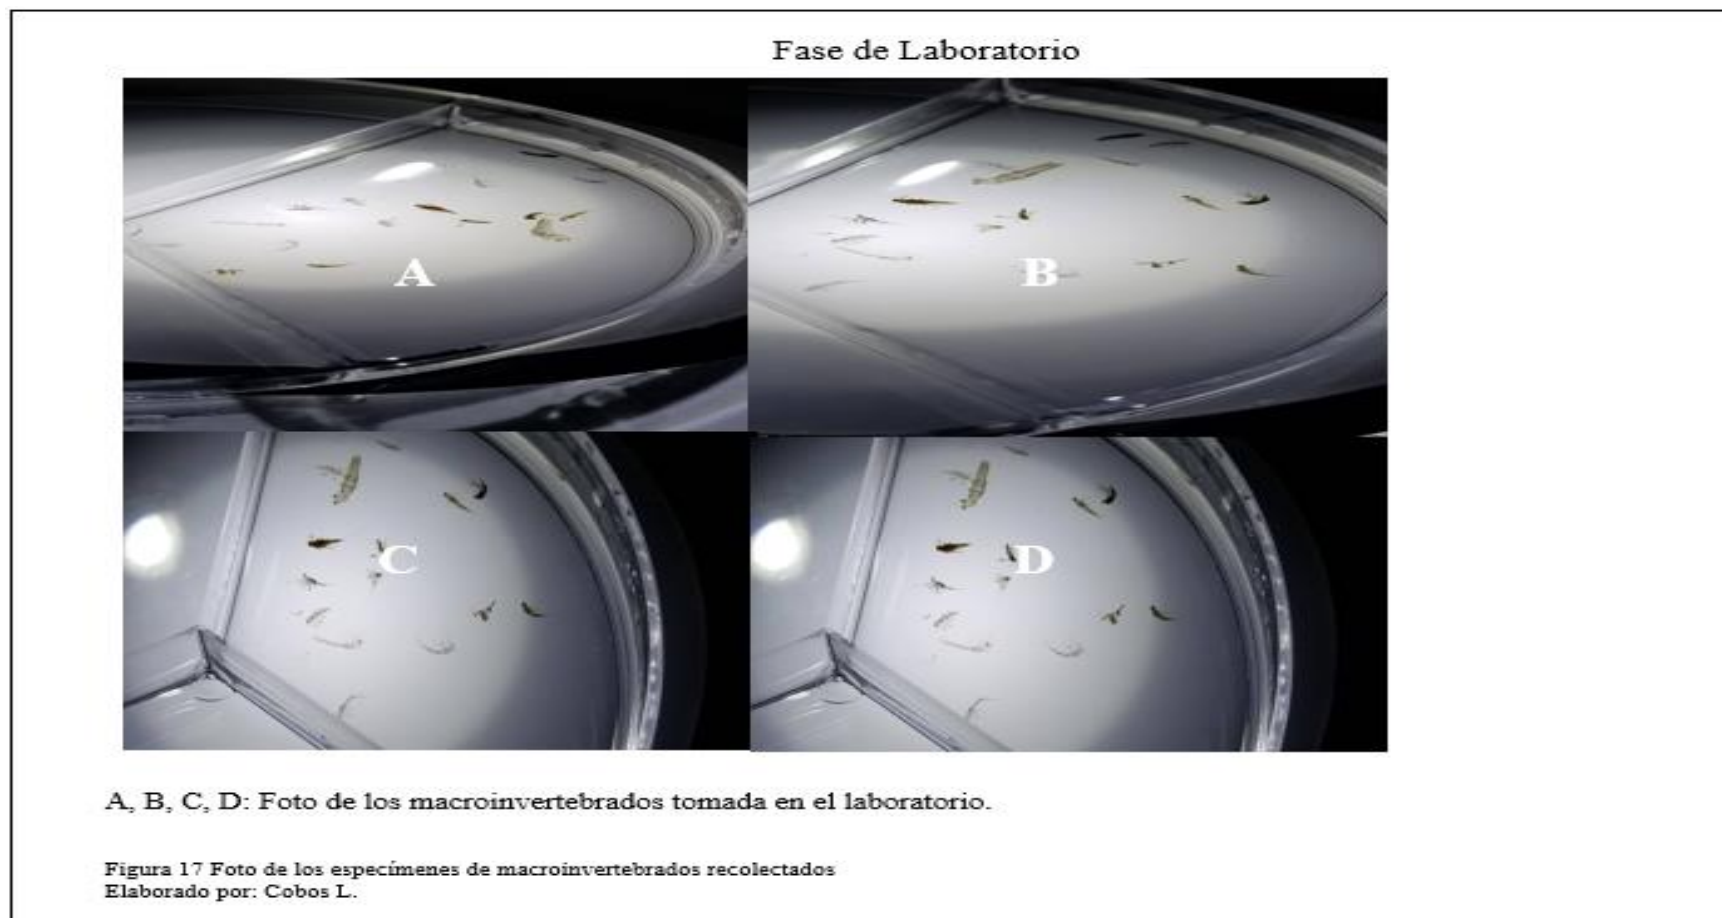 Fase de Laboratorio
A
B
C
D
A, B, C, D: Foto de los macroinvertebrados tomada en el laboratorio.
Figura 17 Foto de los especímenes de macroinvertebrados recolectados
Elaborado por: Cobos L.